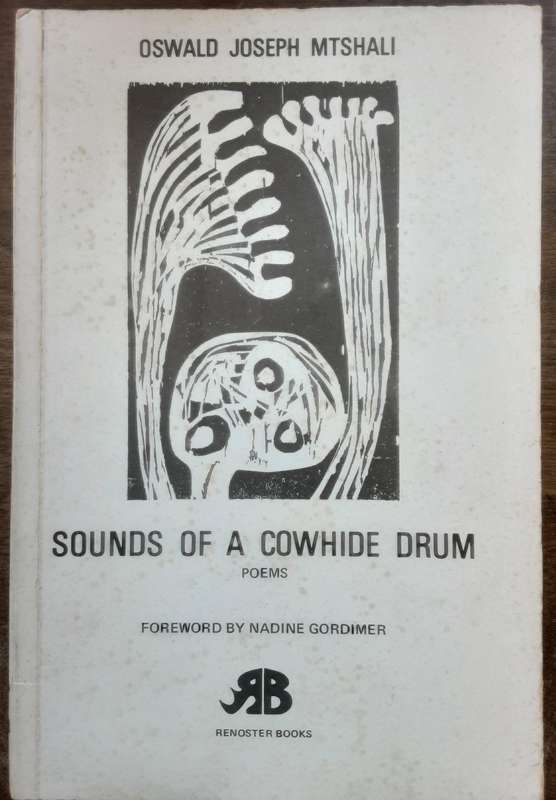 OSWALD JOSEPH MTSHALI
SOUNDS OF A COWHIDE DRUM
POEMS
FOREWORD BY NADINE GORDIMER
RB
RENOSTER BOOKS